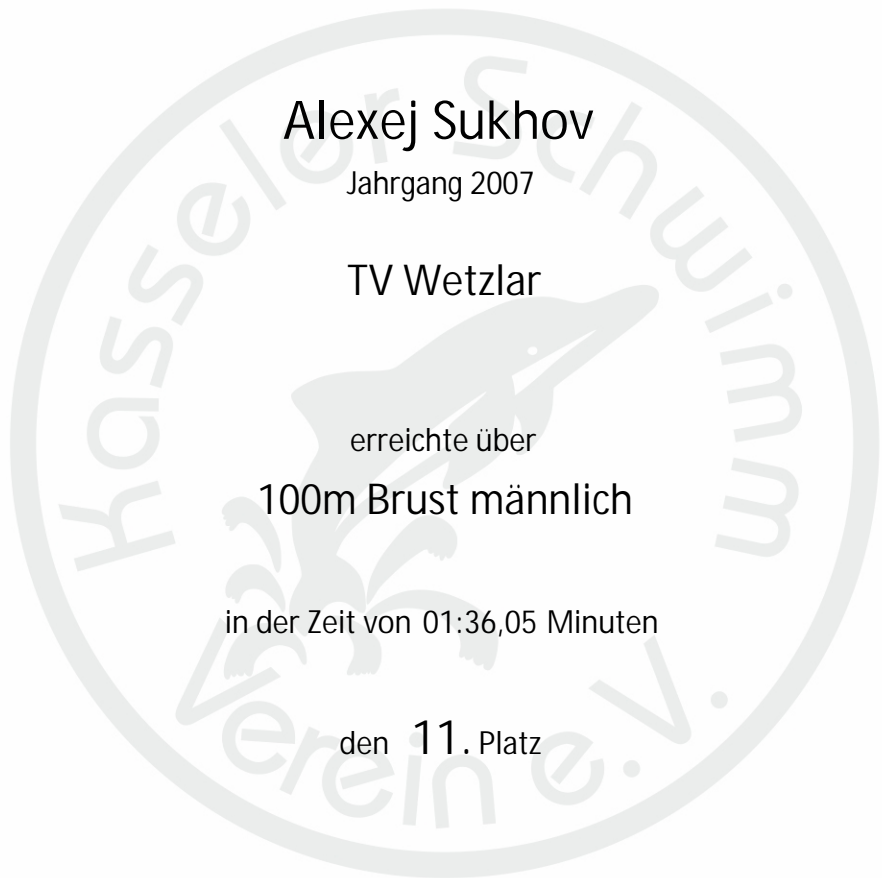 Kasseler Schwimm
Verein e.V.
Alexej Sukhov
Jahrgang 2007
TV Wetzlar
erreichte über
100m Brust männlich
in der Zeit von 01:36,05 Minuten
den 11. Platz